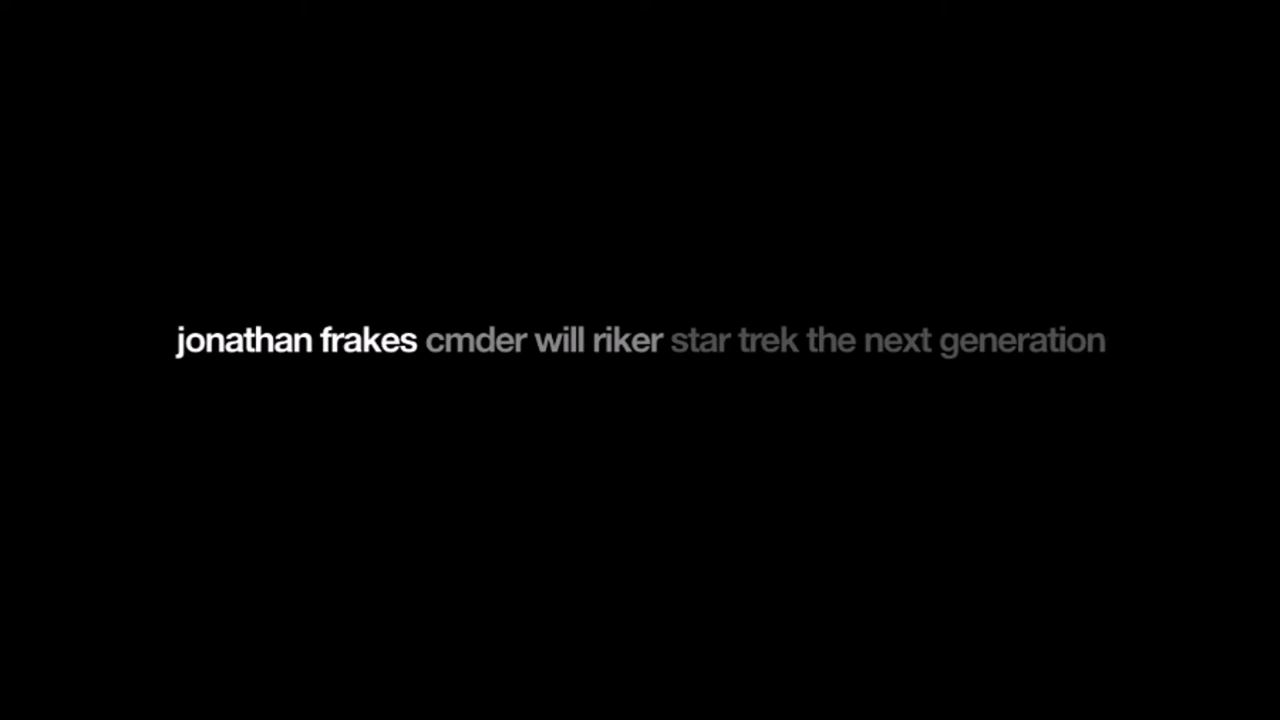 jonathan frakes cmder will riker star trek the next generation